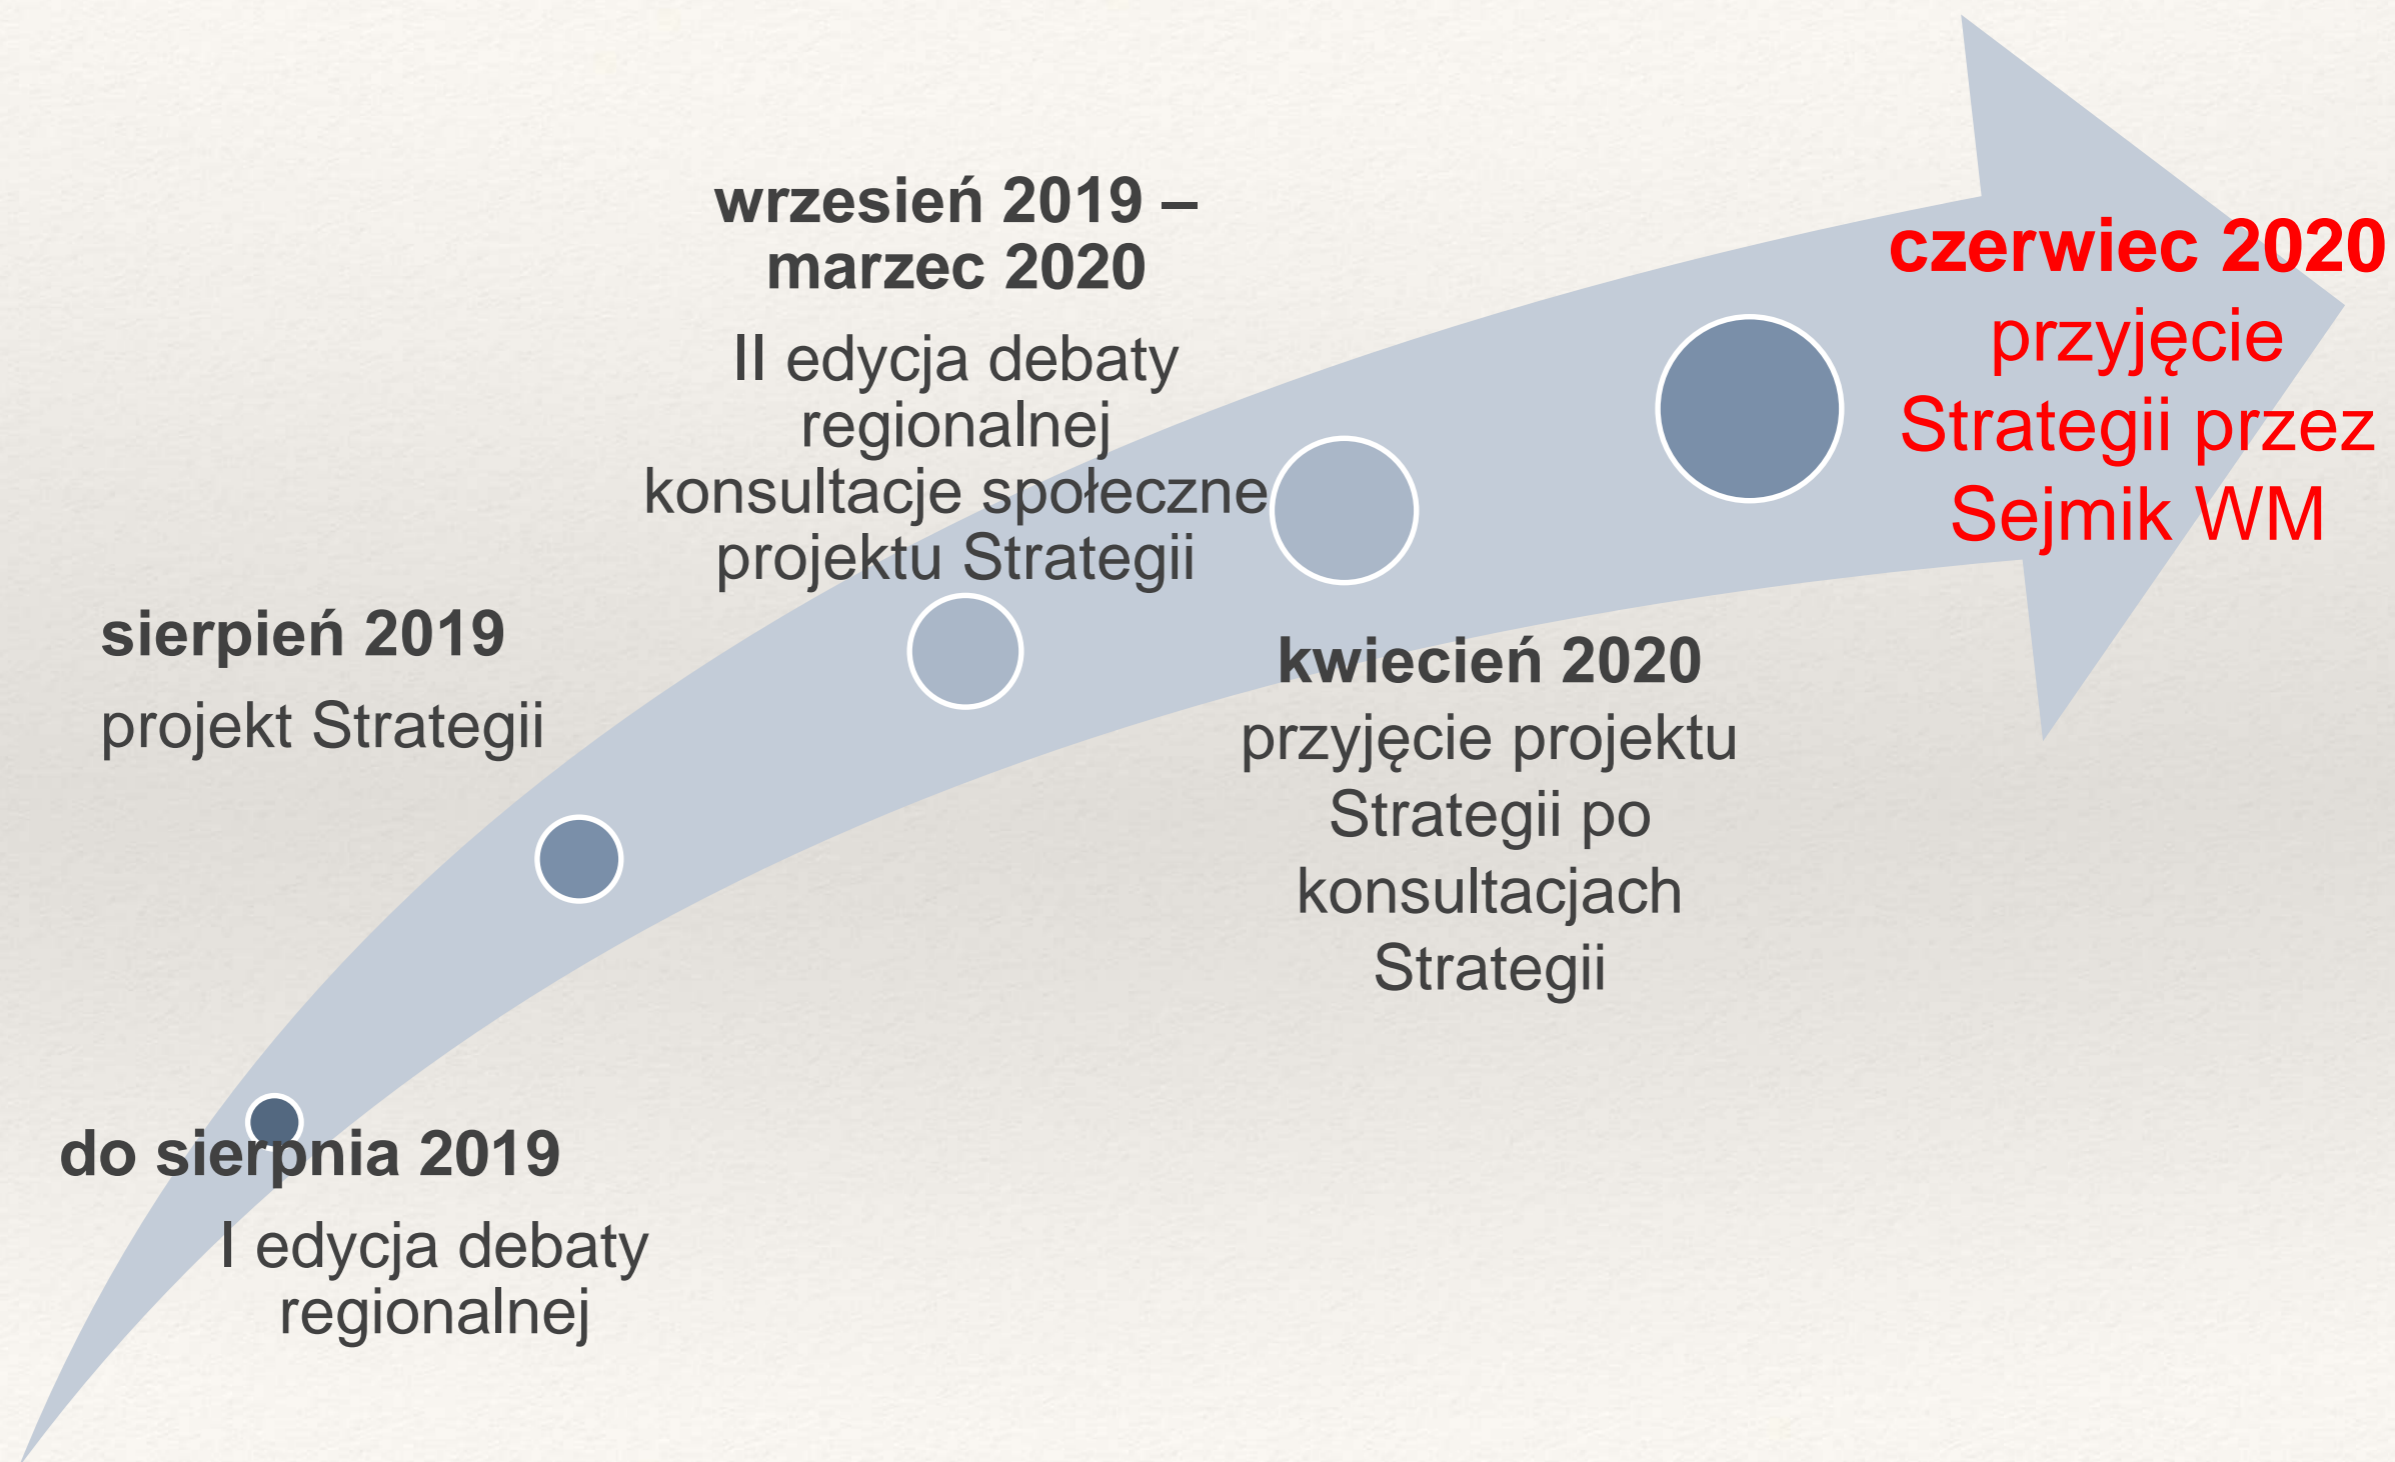 do sierpnia 2019
I edycja debaty
regionalnej
sierpień 2019
projekt Strategii
wrzesień 2019 –
marzec 2020
II edycja debaty
regionalnej
konsultacje społeczne
projektu Strategii
kwiecień 2020
przyjęcie projektu
Strategii po
konsultacjach
Strategii
czerwiec 2020
przyjęcie
Strategii przez
Sejmik WM